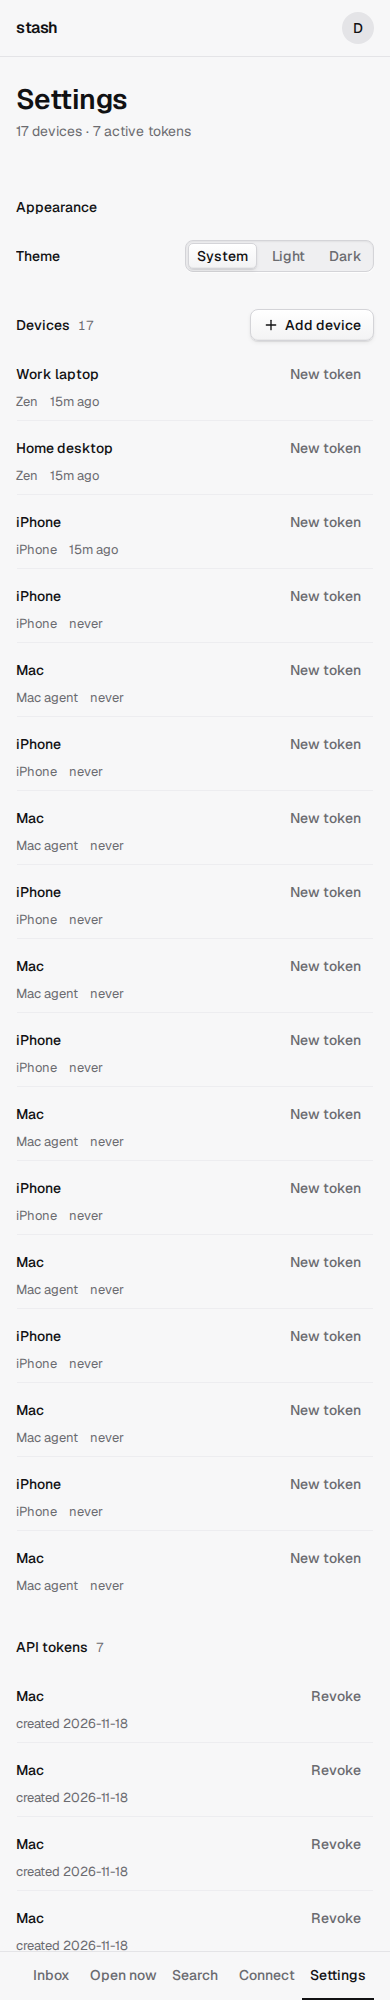 stash
D
Settings
17 devices · 7 active tokens
Appearance
Theme
System Light Dark
Devices 17
+ Add device
Work laptop
New token
Zen 15m ago
Home desktop
New token
Zen 15m ago
iPhone
New token
iPhone 15m ago
iPhone
New token
iPhone never
Mac
New token
Mac agent never
iPhone
New token
iPhone never
Mac
New token
Mac agent never
iPhone
New token
iPhone never
Mac
New token
Mac agent never
iPhone
New token
iPhone never
Mac
New token
Mac agent never
iPhone
New token
iPhone never
Mac
New token
Mac agent never
iPhone
New token
iPhone never
Mac
New token
Mac agent never
iPhone
New token
iPhone never
Mac
New token
Mac agent never
API tokens 7
Mac
Revoke
created 2026-11-18
Mac
Revoke
created 2026-11-18
Mac
Revoke
created 2026-11-18
Mac
Revoke
created 2026-11-18
Inbox Open now Search Connect Settings